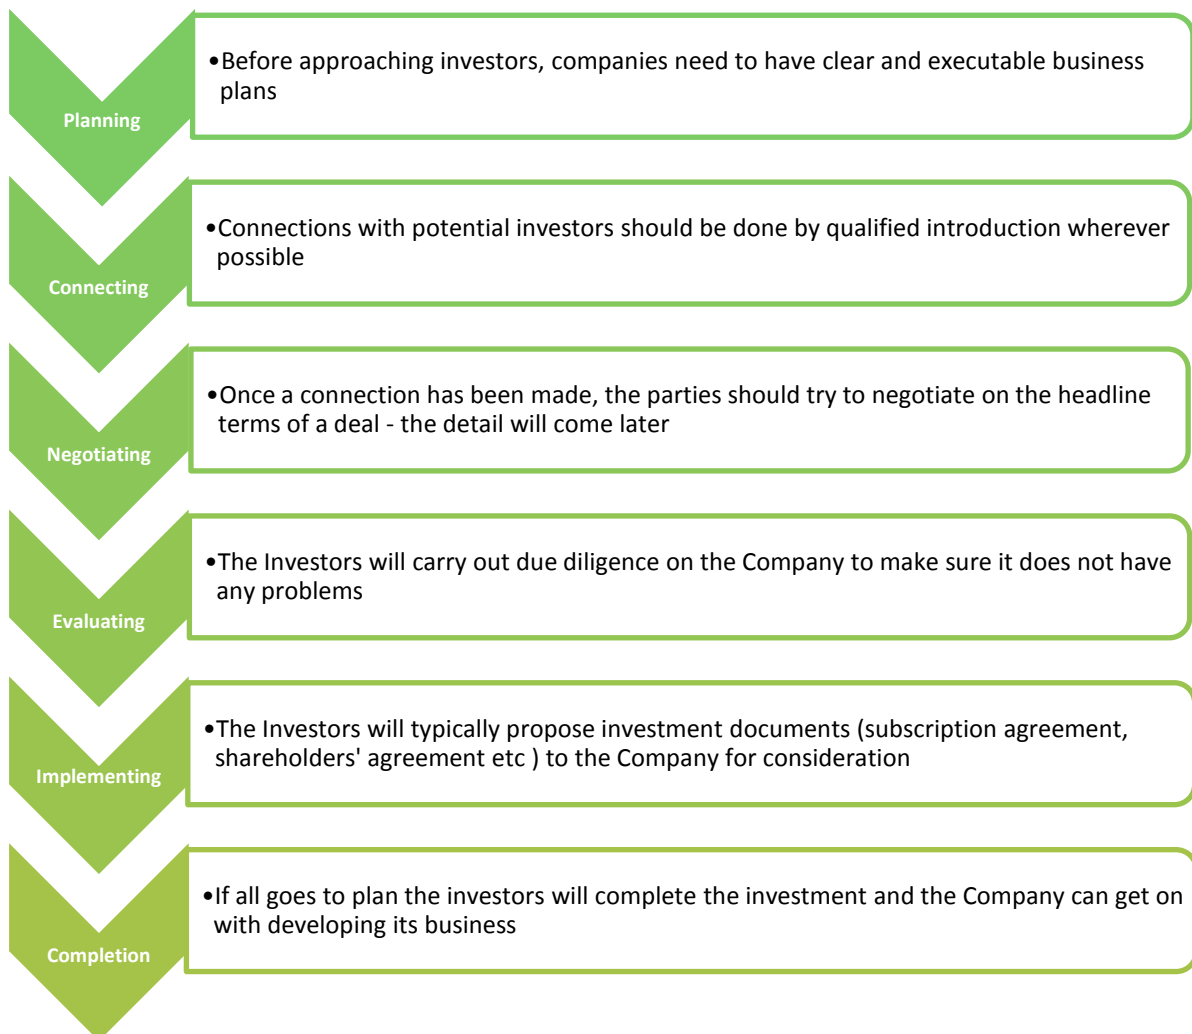 Planning
•Before approaching investors, companies need to have clear and executable business
plans
Connecting
•Connections with potential investors should be done by qualified introduction wherever
possible
Negotiating
•Once a connection has been made, the parties should try to negotiate on the headline
terms of a deal - the detail will come later
Evaluating
•The Investors will carry out due diligence on the Company to make sure it does not have
any problems
Implementing
•The Investors will typically propose investment documents (subscription agreement,
shareholders' agreement etc ) to the Company for consideration
Completion
•If all goes to plan the investors will complete the investment and the Company can get on
with developing its business